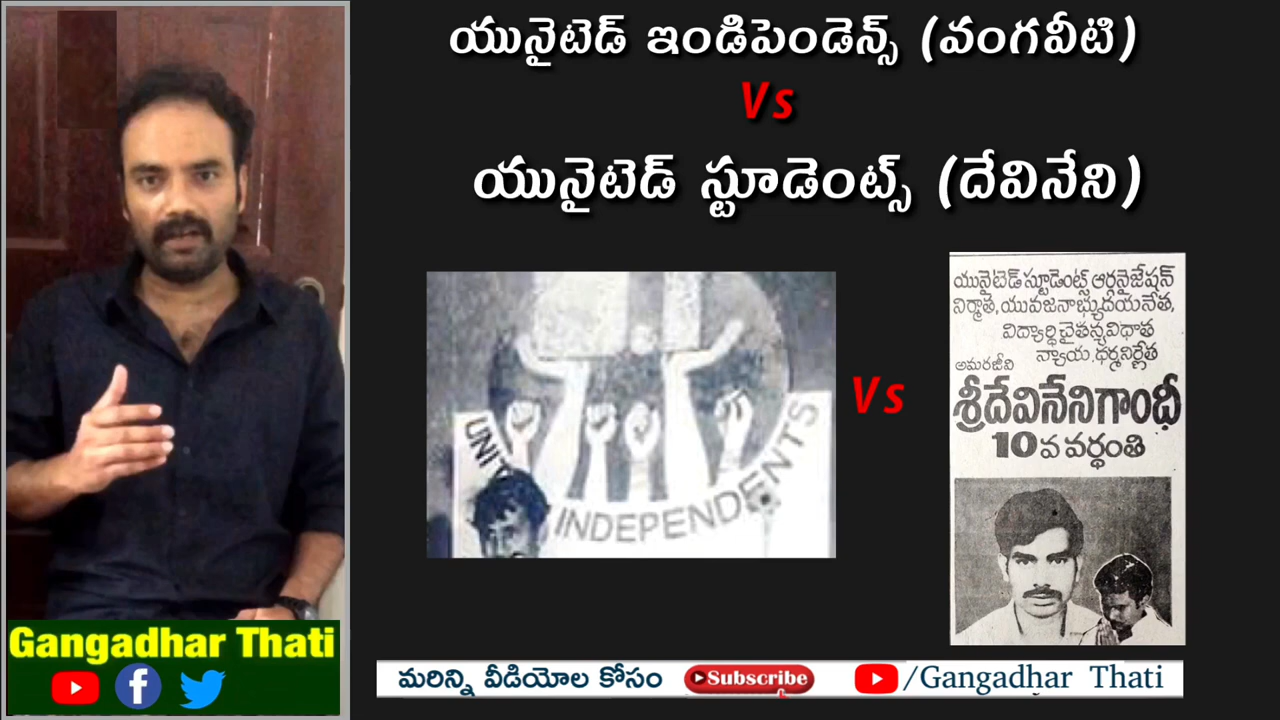 యునైటెడ్ ఇండిపెండెన్స్ (వంగవీటి)
Vs
యునైటెడ్ స్టూడెంట్స్ (దేవినేని)
UNI
INDEPENDENTS
Vs
యునైటెడ్ స్టూడెంట్స్ ఆర్గనైజేషన్
నిర్మాత, యువజనాభ్యుదయనేత,
విద్యార్థి చైతన్య విధాత
న్యాయ, ధర్మనిర్ణేత
అమరజీవి
శ్రీదేవినేనిగాంధీ
10వ వర్థంతి
Gangadhar Thati
మరిన్ని వీడియోల కోసం Subscribe /Gangadhar Thati